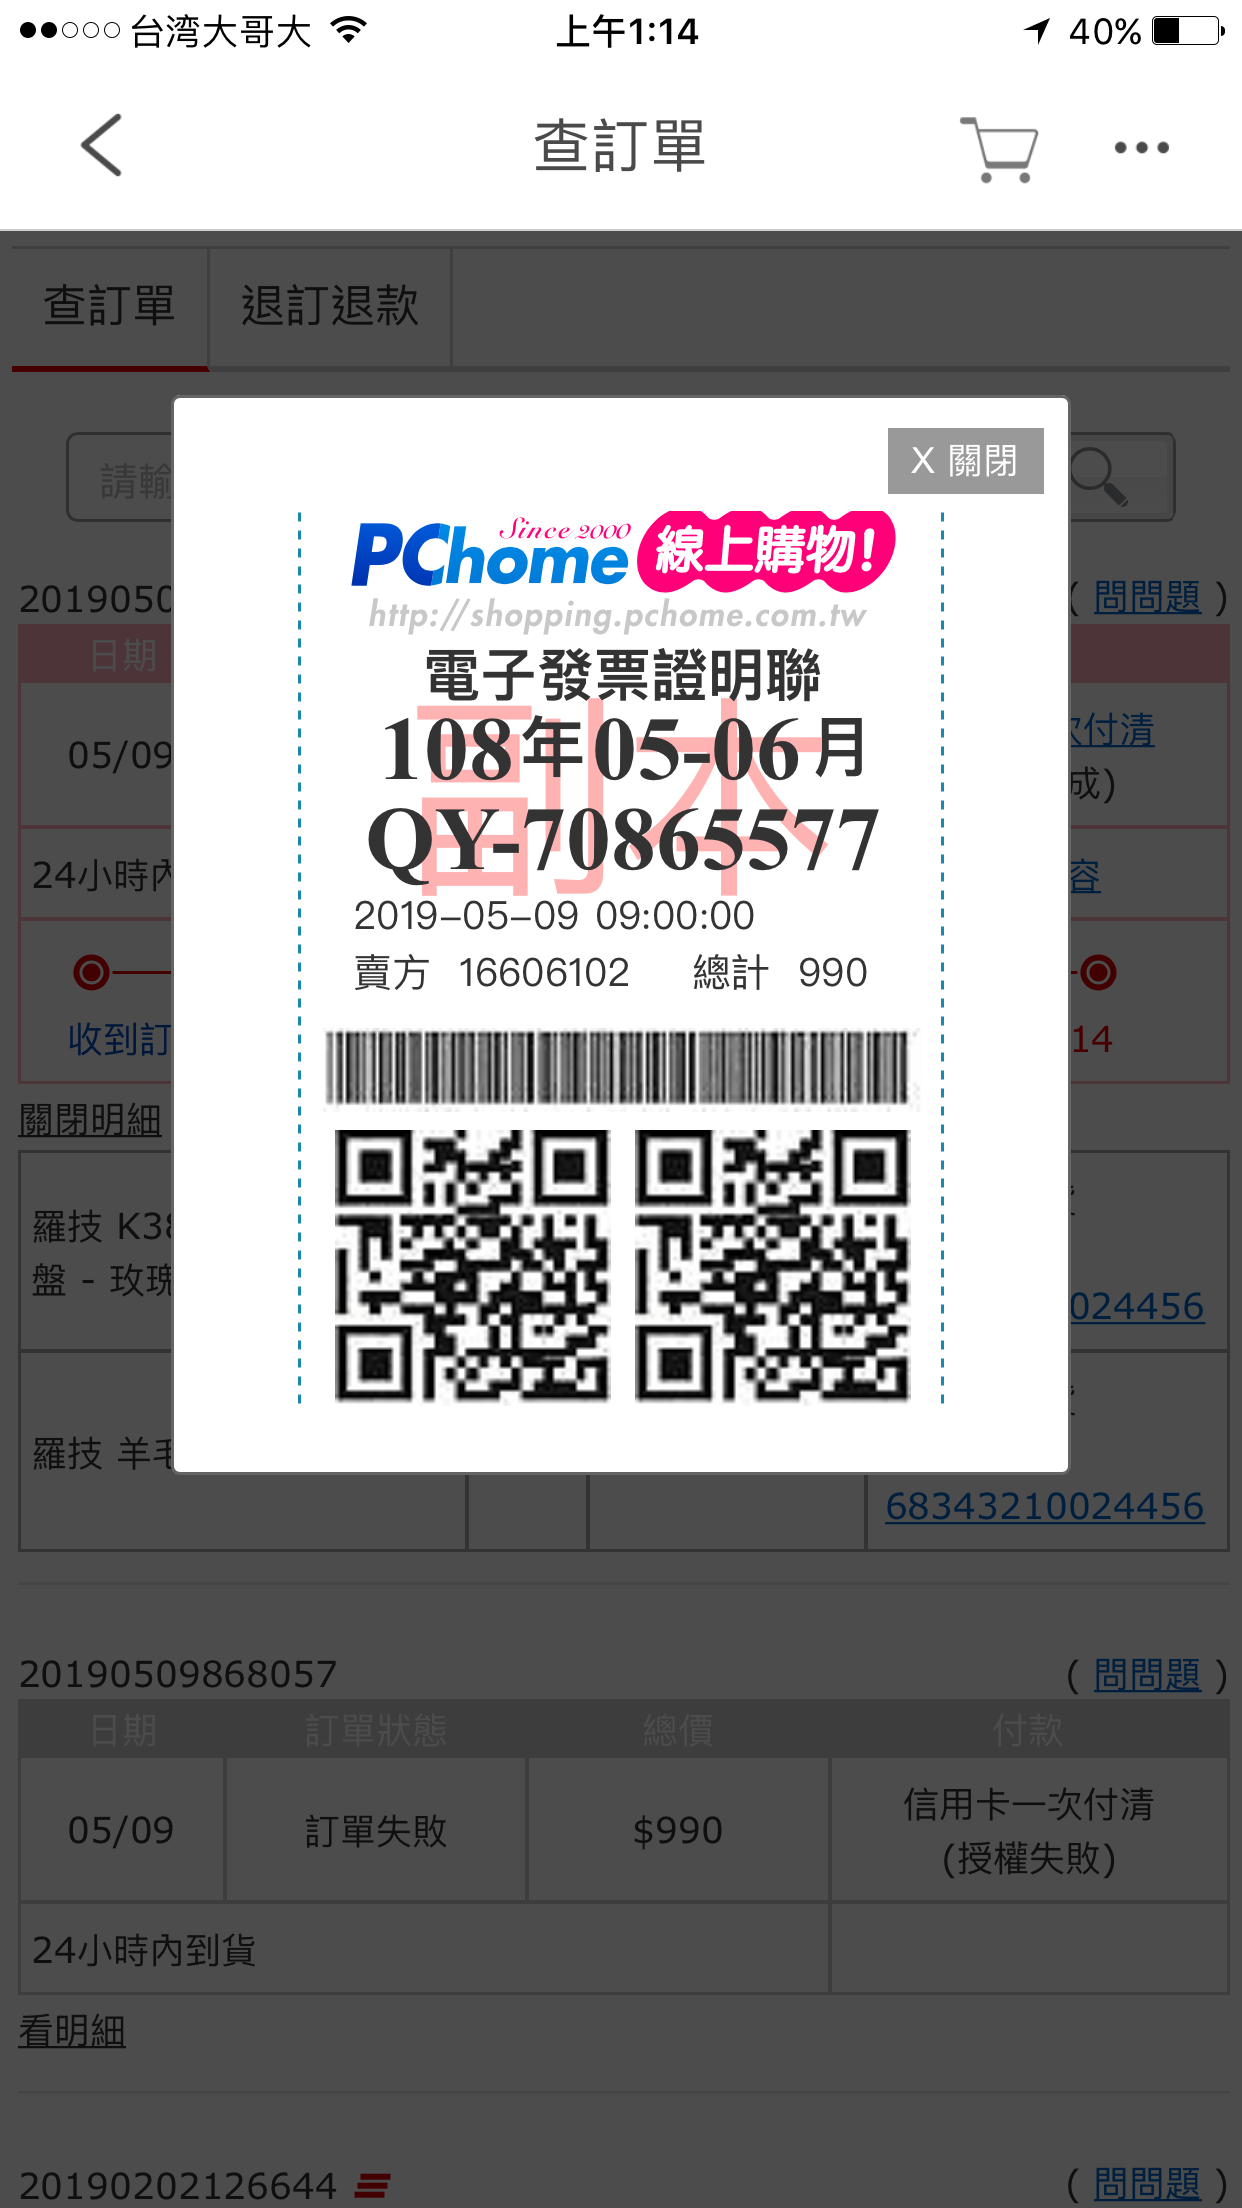 台湾大哥大 上午1:14 40%
查訂單
查訂單 退訂退款
請輸
X 關閉
Since 2000
PChome 線上購物!
http://shopping.pchome.com.tw
電子發票證明聯
副本
108年05-06月
QY-70865577
2019-05-09 09:00:00
賣方 16606102 總計 990
2019050 ( 問問題 )
日期
05/09 次付清
成)
24小時內 容
收到訂 14
關閉明細
羅技 K38
盤 - 玫瑰 024456
羅技 羊毛
68343210024456
20190509868057 ( 問問題 )
日期 訂單狀態 總價 付款
05/09 訂單失敗 $990 信用卡一次付清
(授權失敗)
24小時內到貨
看明細
20190202126644 ( 問問題 )